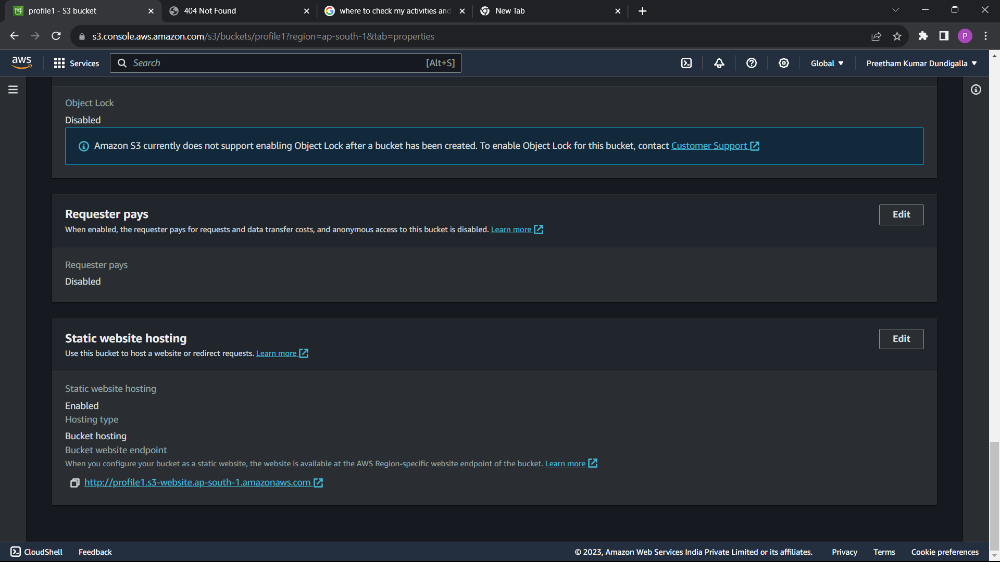 profile1 - S3 bucket
404 Not Found
where to check my activities and
New Tab
s3.console.aws.amazon.com/s3/buckets/profile1?region=ap-south-1&tab=properties
P
aws
Services
Search
[Alt+S]
Global
Preetham Kumar Dundigalla
Object Lock
Disabled
Amazon S3 currently does not support enabling Object Lock after a bucket has been created. To enable Object Lock for this bucket, contact Customer Support
Requester pays
Edit
When enabled, the requester pays for requests and data transfer costs, and anonymous access to this bucket is disabled. Learn more
Requester pays
Disabled
Static website hosting
Edit
Use this bucket to host a website or redirect requests. Learn more
Static website hosting
Enabled
Hosting type
Bucket hosting
Bucket website endpoint
When you configure your bucket as a static website, the website is available at the AWS Region-specific website endpoint of the bucket. Learn more
http://profile1.s3-website.ap-south-1.amazonaws.com
CloudShell
Feedback
© 2023, Amazon Web Services India Private Limited or its affiliates.
Privacy
Terms
Cookie preferences